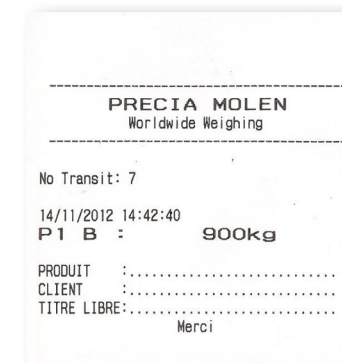 ---------------------------------------------
PRECIA MOLEN
Worldwide Weighing
---------------------------------------------
No Transit: 7
14/11/2012 14:42:40
P1 B : 900kg
PRODUIT :............................
CLIENT :............................
TITRE LIBRE:............................
Merci